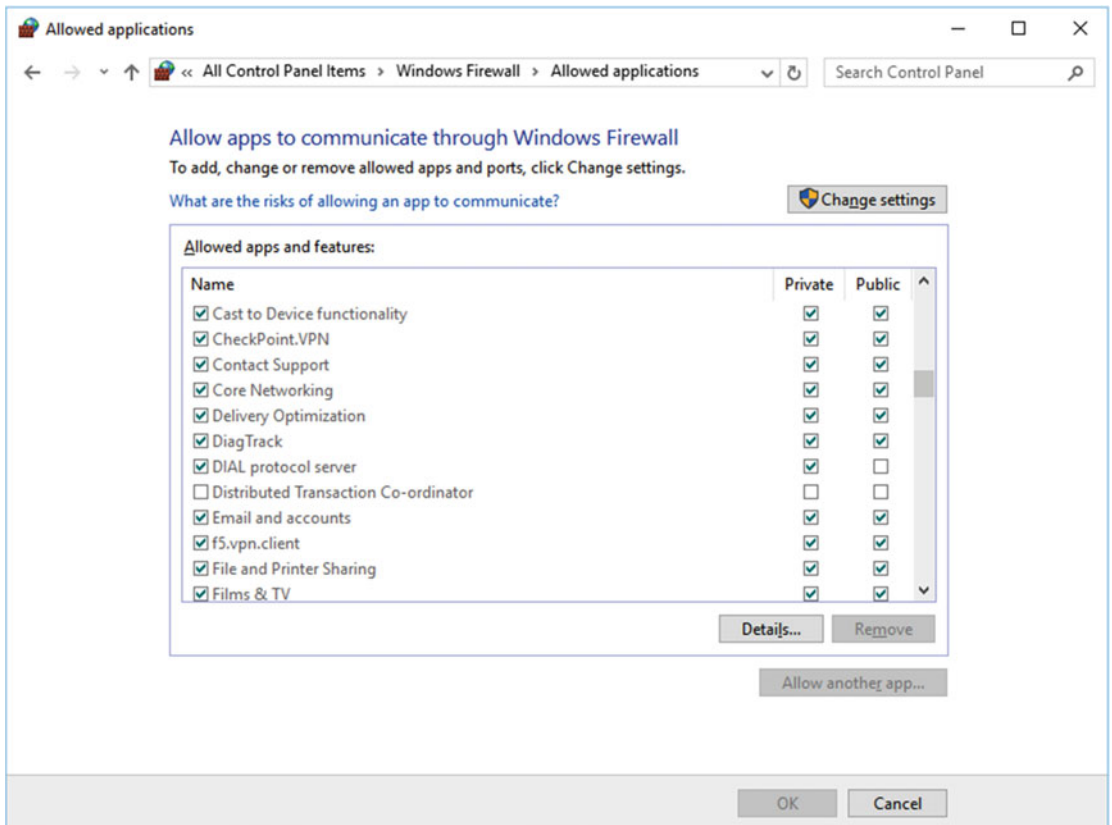 Allowed applications
« All Control Panel Items > Windows Firewall > Allowed applications
Search Control Panel
Allow apps to communicate through Windows Firewall
To add, change or remove allowed apps and ports, click Change settings.
What are the risks of allowing an app to communicate?
Change settings
Allowed apps and features:
Name Private Public
Cast to Device functionality
CheckPoint.VPN
Contact Support
Core Networking
Delivery Optimization
DiagTrack
DIAL protocol server
Distributed Transaction Co-ordinator
Email and accounts
f5.vpn.client
File and Printer Sharing
Films & TV
Details... Remove
Allow another app...
OK Cancel